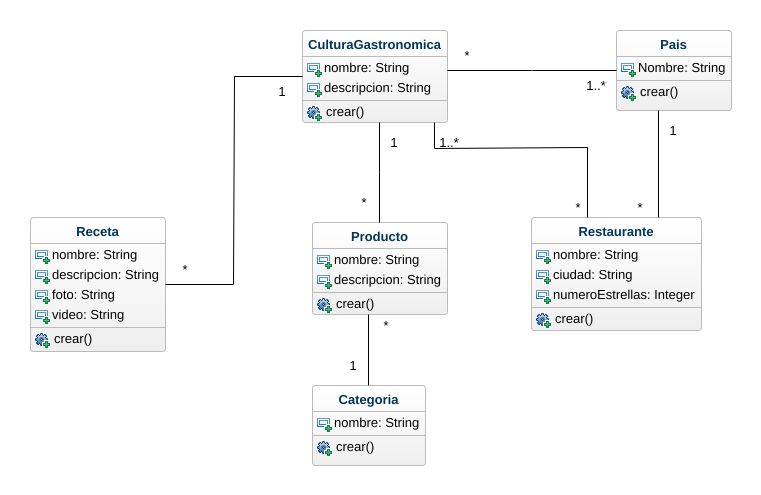 CulturaGastronomica
nombre: String
descripcion: String
crear()
*
1..*
Pais
Nombre: String
crear()
1
1
1..*
1
*
*
*
*
Receta
nombre: String
descripcion: String
foto: String
video: String
crear()
Producto
nombre: String
descripcion: String
crear()
Restaurante
nombre: String
ciudad: String
numeroEstrellas: Integer
crear()
*
1
Categoria
nombre: String
crear()